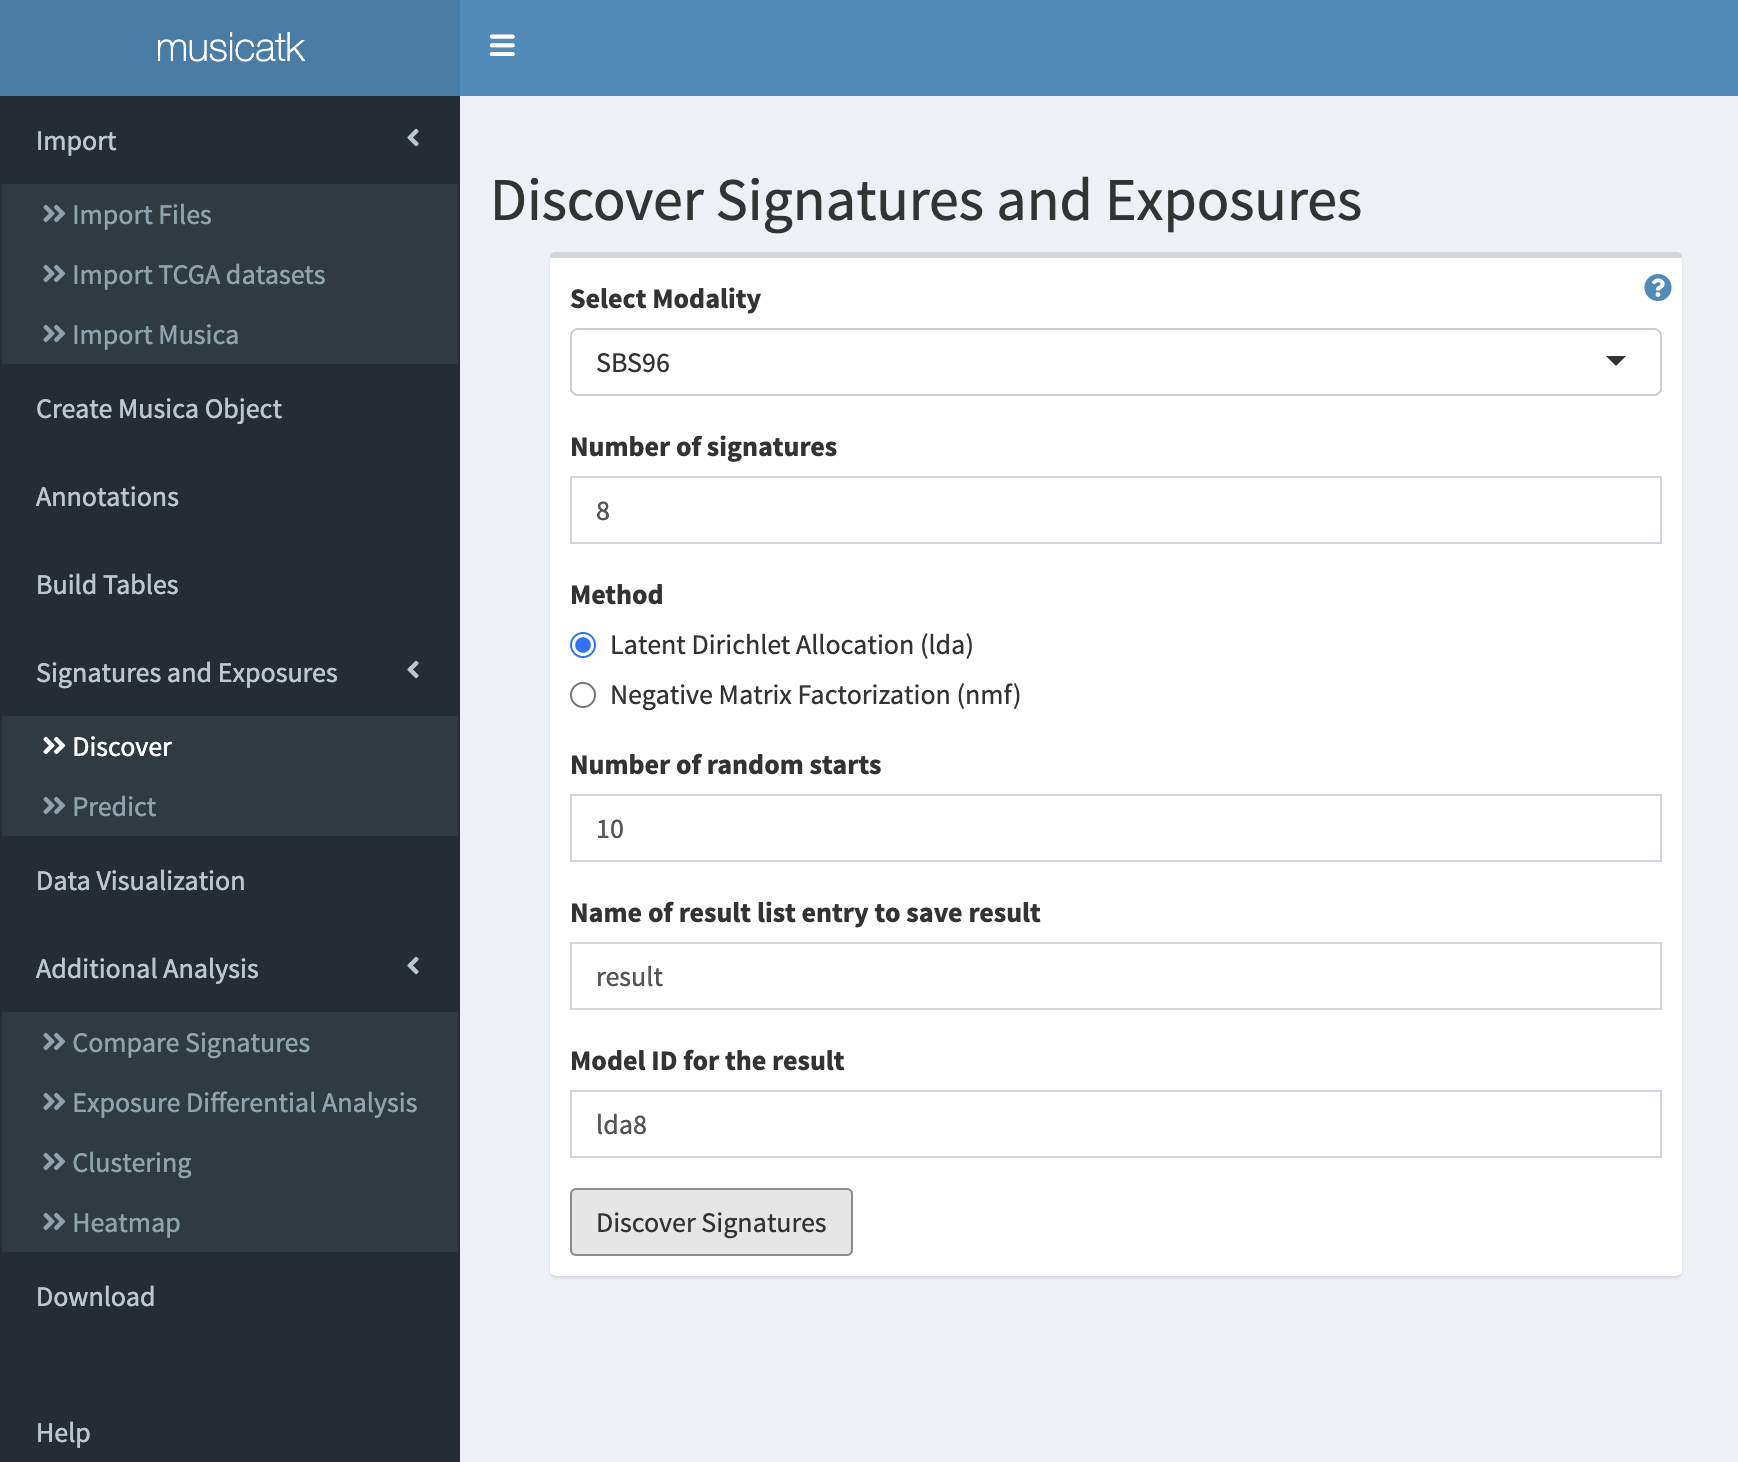 musicatk
Import
Import Files
Import TCGA datasets
Import Musica
Create Musica Object
Annotations
Build Tables
Signatures and Exposures
Discover
Predict
Data Visualization
Additional Analysis
Compare Signatures
Exposure Differential Analysis
Clustering
Heatmap
Download
Help
Discover Signatures and Exposures
?
Select Modality
SBS96
Number of signatures
8
Method
Latent Dirichlet Allocation (lda)
Negative Matrix Factorization (nmf)
Number of random starts
10
Name of result list entry to save result
result
Model ID for the result
lda8
Discover Signatures